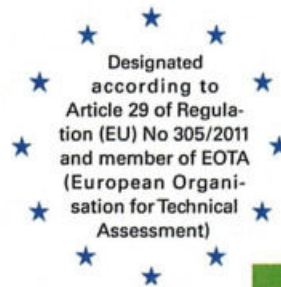 Designated
according to
Article 29 of Regula-
tion (EU) No 305/2011
and member of EOTA
(European Organi-
sation for Technical
Assessment)